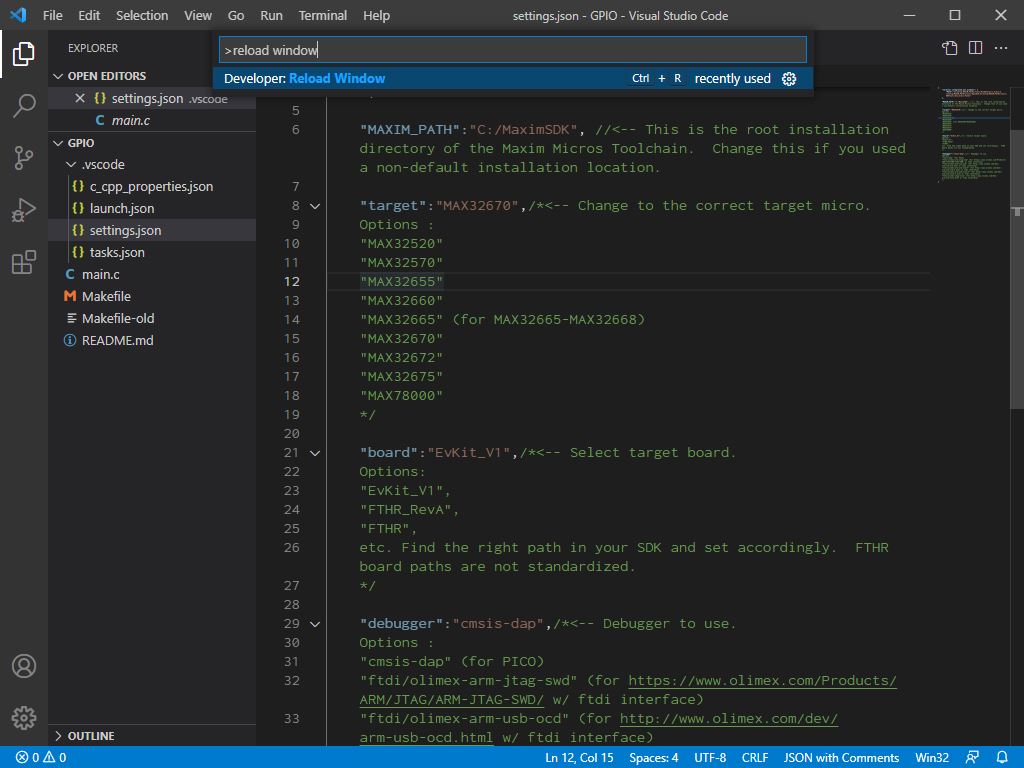 File Edit Selection View Go Run Terminal Help settings.json - GPIO - Visual Studio Code
EXPLORER
>reload window
Developer: Reload Window Ctrl + R recently used
OPEN EDITORS
{} settings.json .vscode
C main.c
GPIO
.vscode
{} c_cpp_properties.json
{} launch.json
{} settings.json
{} tasks.json
C main.c
M Makefile
Makefile-old
README.md
OUTLINE
5
6 "MAXIM_PATH":"C:/MaximSDK", //<-- This is the root installation
directory of the Maxim Micros Toolchain.  Change this if you used
a non-default installation location.
7
8 "target":"MAX32670",/*<-- Change to the correct target micro.
9 Options :
10 "MAX32520"
11 "MAX32570"
12 "MAX32655"
13 "MAX32660"
14 "MAX32665" (for MAX32665-MAX32668)
15 "MAX32670"
16 "MAX32672"
17 "MAX32675"
18 "MAX78000"
19 */
20
21 "board":"EvKit_V1",/*<-- Select target board.
22 Options:
23 "EvKit_V1",
24 "FTHR_RevA",
25 "FTHR",
26 etc. Find the right path in your SDK and set accordingly.  FTHR
board paths are not standardized.
27 */
28
29 "debugger":"cmsis-dap",/*<-- Debugger to use.
30 Options :
31 "cmsis-dap" (for PICO)
32 "ftdi/olimex-arm-jtag-swd" (for https://www.olimex.com/Products/
ARM/JTAG/ARM-JTAG-SWD/ w/ ftdi interface)
33 "ftdi/olimex-arm-usb-ocd" (for http://www.olimex.com/dev/
arm-usb-ocd.html w/ ftdi interface)
0 0 Ln 12, Col 15 Spaces: 4 UTF-8 CRLF JSON with Comments Win32